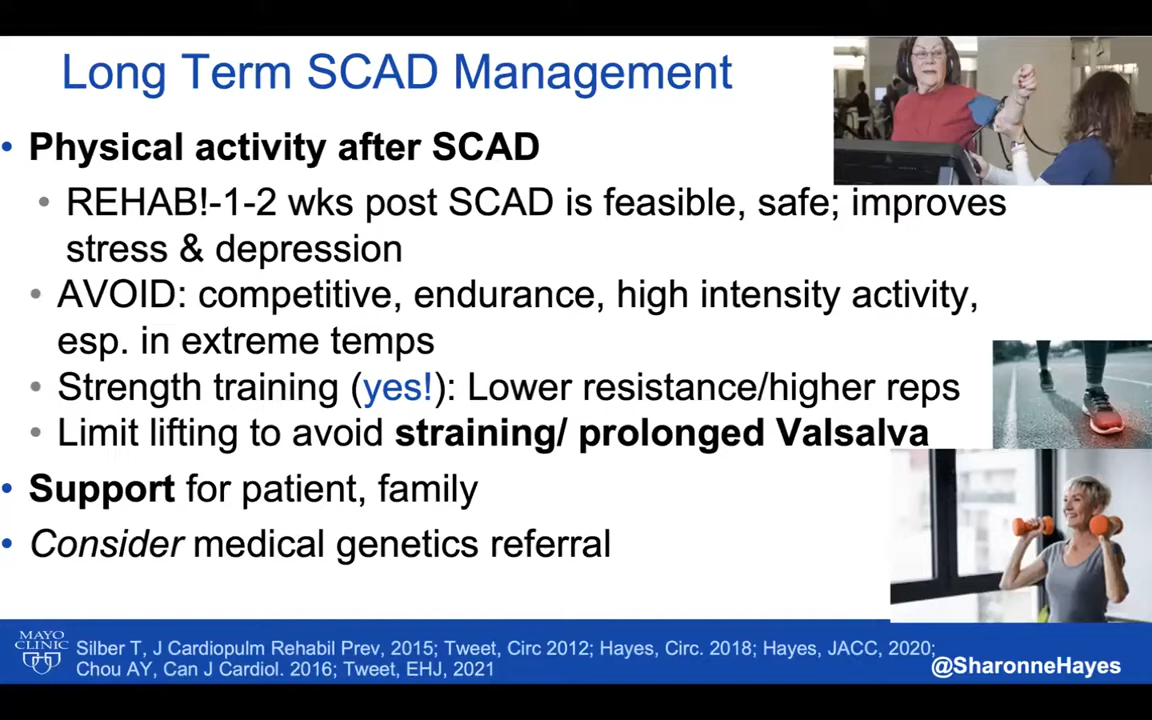 Long Term SCAD Management
• Physical activity after SCAD
• REHAB!-1-2 wks post SCAD is feasible, safe; improves
stress & depression
• AVOID: competitive, endurance, high intensity activity,
esp. in extreme temps
• Strength training (yes!): Lower resistance/higher reps
• Limit lifting to avoid straining/ prolonged Valsalva
• Support for patient, family
• Consider medical genetics referral
MAYO
CLINIC
Silber T, J Cardiopulm Rehabil Prev, 2015; Tweet, Circ 2012; Hayes, Circ. 2018; Hayes, JACC, 2020;
Chou AY, Can J Cardiol. 2016; Tweet, EHJ, 2021
@SharonneHayes